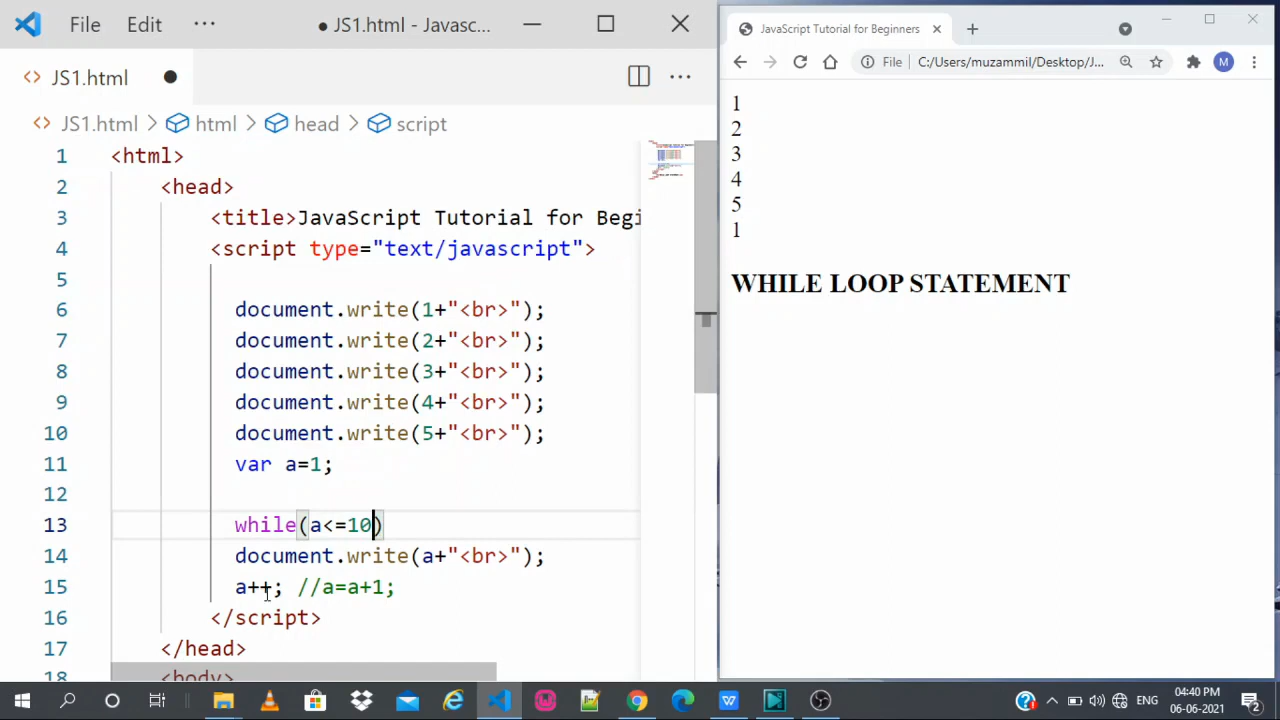 File Edit ··· ● JS1.html - Javasc...
JS1.html
JS1.html > html > head > script
1 <html>
2 <head>
3 <title>JavaScript Tutorial for Begi
4 <script type="text/javascript">
5
6 document.write(1+"<br>");
7 document.write(2+"<br>");
8 document.write(3+"<br>");
9 document.write(4+"<br>");
10 document.write(5+"<br>");
11 var a=1;
12
13 while(a<=10)
14 document.write(a+"<br>");
15 a++; //a=a+1;
16 </script>
17 </head>
18 <body>
JavaScript Tutorial for Beginners
File C:/Users/muzammil/Desktop/J... M
1
2
3
4
5
1
WHILE LOOP STATEMENT
ENG
04:40 PM
06-06-2021
2